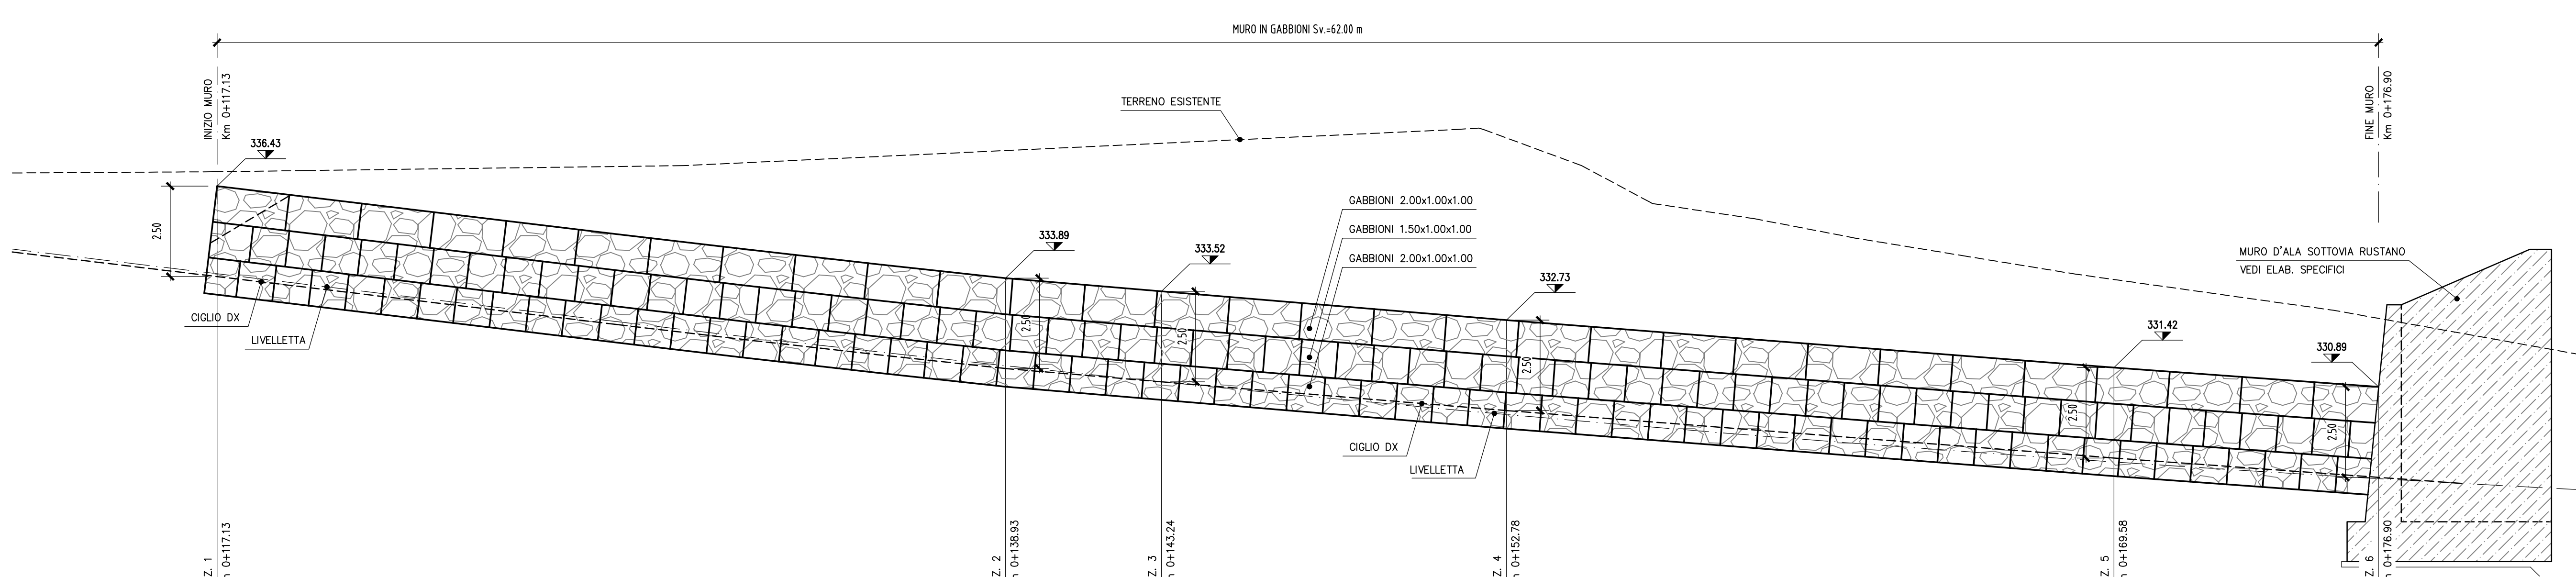 MURO IN GABBIONI Sv.=62.00 m
INIZIO MURO
Km 0+117.13
FINE MURO
Km 0+176.90
TERRENO ESISTENTE
336.43
2.50
GABBIONI 2.00x1.00x1.00
GABBIONI 1.50x1.00x1.00
GABBIONI 2.00x1.00x1.00
333.89
2.50
333.52
2.50
332.73
2.50
MURO D'ALA SOTTOVIA RUSTANO
VEDI ELAB. SPECIFICI
331.42
2.50
330.89
2.50
CIGLIO DX
LIVELLETTA
CIGLIO DX
LIVELLETTA
Z. 1
0+117.13
Z. 2
0+138.93
Z. 3
0+143.24
Z. 4
0+152.78
Z. 5
0+169.58
Z. 6
0+176.90